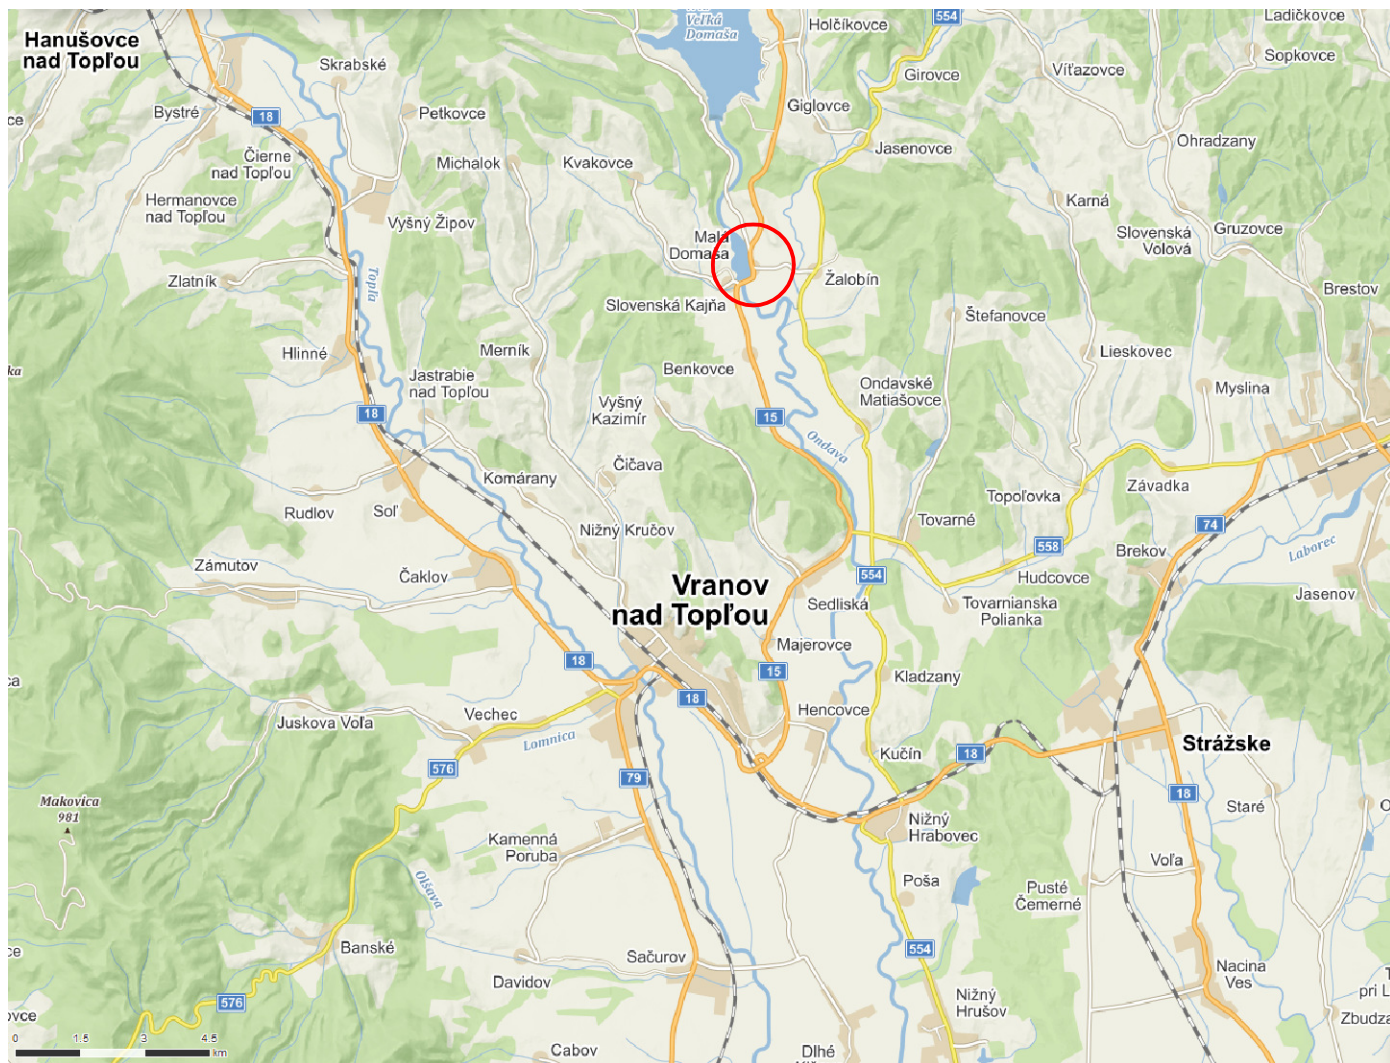 Hanušovce
nad Topľou
Skrabské
Veľká
Domaša
Holčíkovce
554
Ladičkovce
Sopkovce
Girovce
Víťazovce
Bystré
18
Petkovce
Giglovce
Ohradzany
Čierne
nad Topľou
Michalok
Kvakovce
Jasenovce
Hermanovce
nad Topľou
Vyšný Žipov
Karná
Slovenská
Volová
Gruzovce
Malá
Domaša
Zlatník
Topľa
Žalobín
Brestov
Slovenská Kajňa
Štefanovce
Hlinné
Merník
Benkovce
Lieskovec
Jastrabie
nad Topľou
Ondavské
Matiašovce
Myslina
18
Vyšný
Kazimír
15
Ondava
Čičava
Komárany
Topoľovka
Závadka
Rudlov
Soľ
Tovarné
74
Nižný Kručov
558
Brekov
Laborec
Zámutov
Čaklov
Vranov
nad Topľou
554
Hudcovce
Jasenov
Sedliská
Tovarnianska
Polianka
Majerovce
18
15
Kladzany
18
Juskova Voľa
Vechec
Lomnica
Hencovce
Kučín
18
Strážske
576
79
Makovica
981
18
Staré
Kamenná
Poruba
Nižný
Hrabovec
Voľa
Olšava
Poša
Pusté
Čemerné
Banské
Sačurov
554
Davidov
Nacina
Ves
576
Nižný
Hrušov
pri L
Zbudza
ovce
0 1.5 3 4.5
km
Cabov
Dlhé